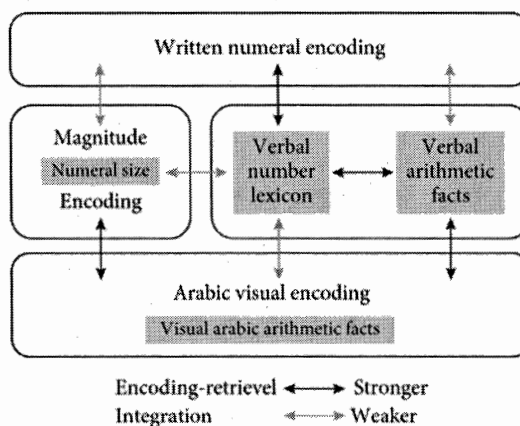 Written numeral encoding
Magnitude
Numeral size
Encoding
Verbal
number
lexicon
Verbal
arithmetic
facts
Arabic visual encoding
Visual arabic arithmetic facts
Encoding-retrievel Stronger
Integration Weaker